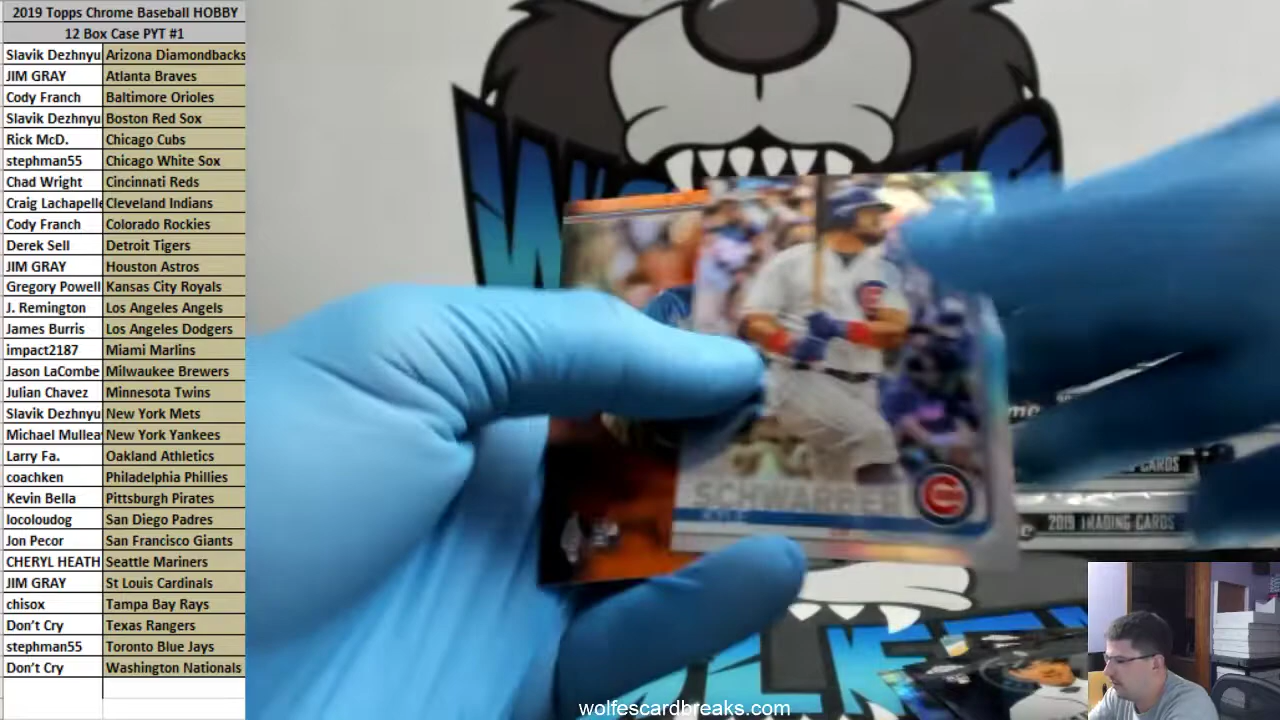 2019 Topps Chrome Baseball HOBBY
12 Box Case PYT #1
Slavik Dezhnyu Arizona Diamondbacks
JIM GRAY Atlanta Braves
Cody Franch Baltimore Orioles
Slavik Dezhnyu Boston Red Sox
Rick McD. Chicago Cubs
stephman55 Chicago White Sox
Chad Wright Cincinnati Reds
Craig Lachapelle Cleveland Indians
Cody Franch Colorado Rockies
Derek Sell Detroit Tigers
JIM GRAY Houston Astros
Gregory Powell Kansas City Royals
J. Remington Los Angeles Angels
James Burris Los Angeles Dodgers
impact2187 Miami Marlins
Jason LaCombe Milwaukee Brewers
Julian Chavez Minnesota Twins
Slavik Dezhnyu New York Mets
Michael Mullea New York Yankees
Larry Fa. Oakland Athletics
coachken Philadelphia Phillies
Kevin Bella Pittsburgh Pirates
locoloudog San Diego Padres
Jon Pecor San Francisco Giants
CHERYL HEATH Seattle Mariners
JIM GRAY St Louis Cardinals
chisox Tampa Bay Rays
Don't Cry Texas Rangers
stephman55 Toronto Blue Jays
Don't Cry Washington Nationals
SCHWARBER
KYLE
CARDS
2019 TRADING CARDS
wolfescardbreaks.com